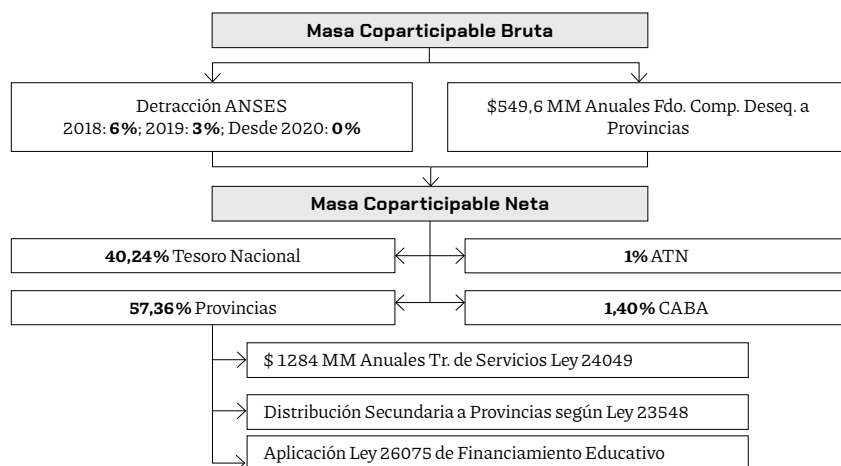 Masa Coparticipable Bruta
Detracción ANSES
2018: 6%; 2019: 3%; Desde 2020: 0%
$549,6 MM Anuales Fdo. Comp. Deseq. a
Provincias
Masa Coparticipable Neta
40,24% Tesoro Nacional
1% ATN
57,36% Provincias
1,40% CABA
$ 1284 MM Anuales Tr. de Servicios Ley 24049
Distribución Secundaria a Provincias según Ley 23548
Aplicación Ley 26075 de Financiamiento Educativo